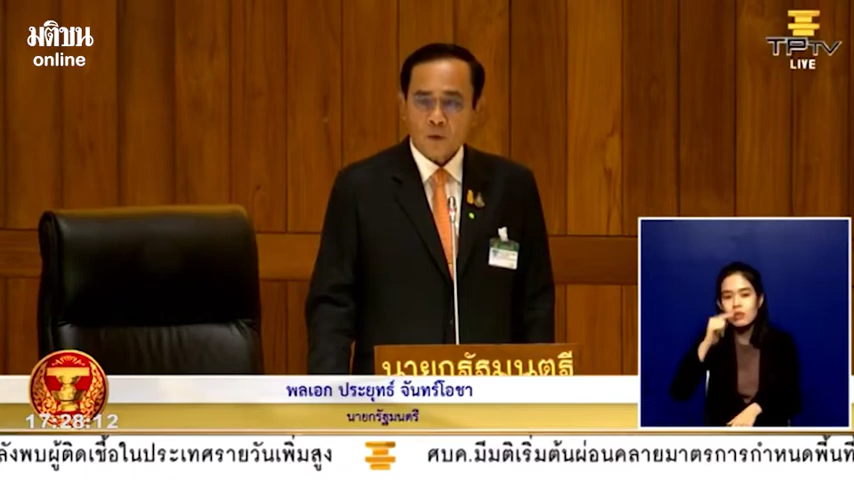 มติชน
online
TPTV
LIVE
นายกรัฐมนตรี
พลเอก ประยุทธ์ จันทร์โอชา
นายกรัฐมนตรี
17:28:12
ลังพบผู้ติดเชื้อในประเทศรายวันเพิ่มสูง ศบค.มีมติเริ่มต้นผ่อนคลายมาตรการกำหนดพื้นที่